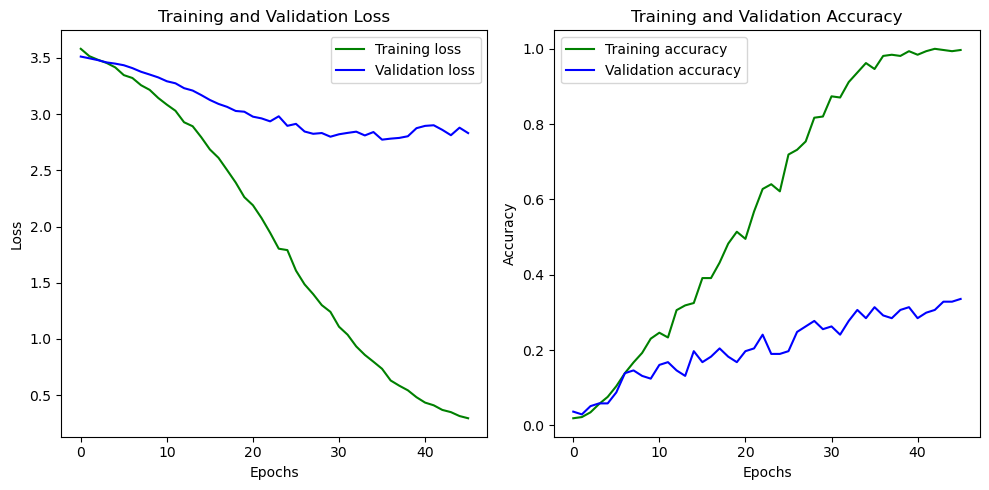 Training and Validation Loss
Training loss
Validation loss
3.5
3.0
2.5
2.0
1.5
1.0
0.5
Loss
0 10 20 30 40
Epochs
Training and Validation Accuracy
Training accuracy
Validation accuracy
1.0
0.8
0.6
0.4
0.2
0.0
Accuracy
0 10 20 30 40
Epochs